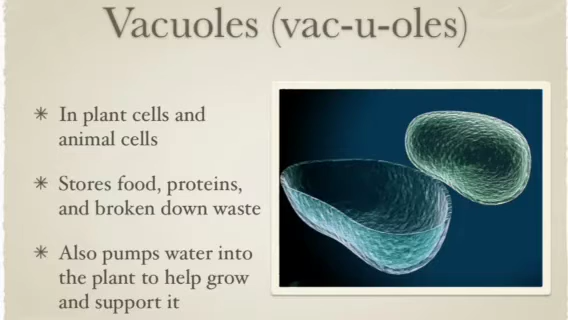 Vacuoles (vac-u-oles)
✳ In plant cells and
animal cells
✳ Stores food, proteins,
and broken down waste
✳ Also pumps water into
the plant to help grow
and support it